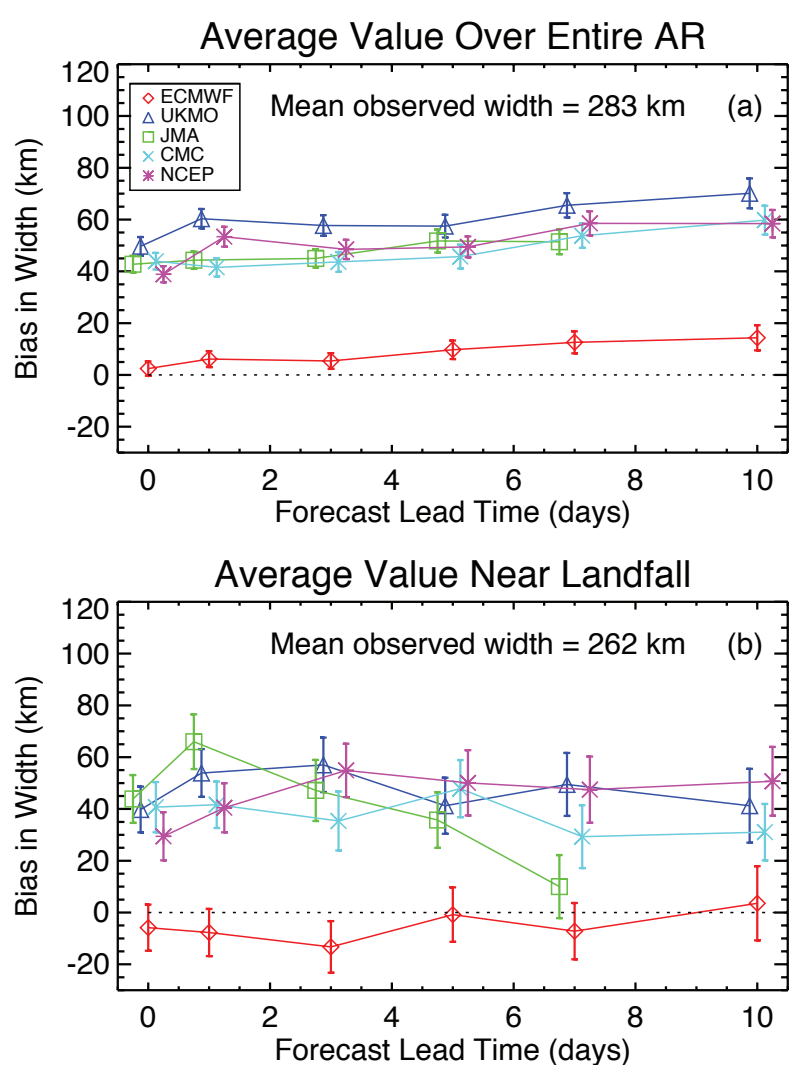 Average Value Over Entire AR
120
100
80
60
40
20
0
-20
Bias in Width (km)
ECMWF
UKMO
JMA
CMC
NCEP
Mean observed width = 283 km
(a)
0 2 4 6 8 10
Forecast Lead Time (days)
Average Value Near Landfall
120
100
80
60
40
20
0
-20
Bias in Width (km)
Mean observed width = 262 km
(b)
0 2 4 6 8 10
Forecast Lead Time (days)